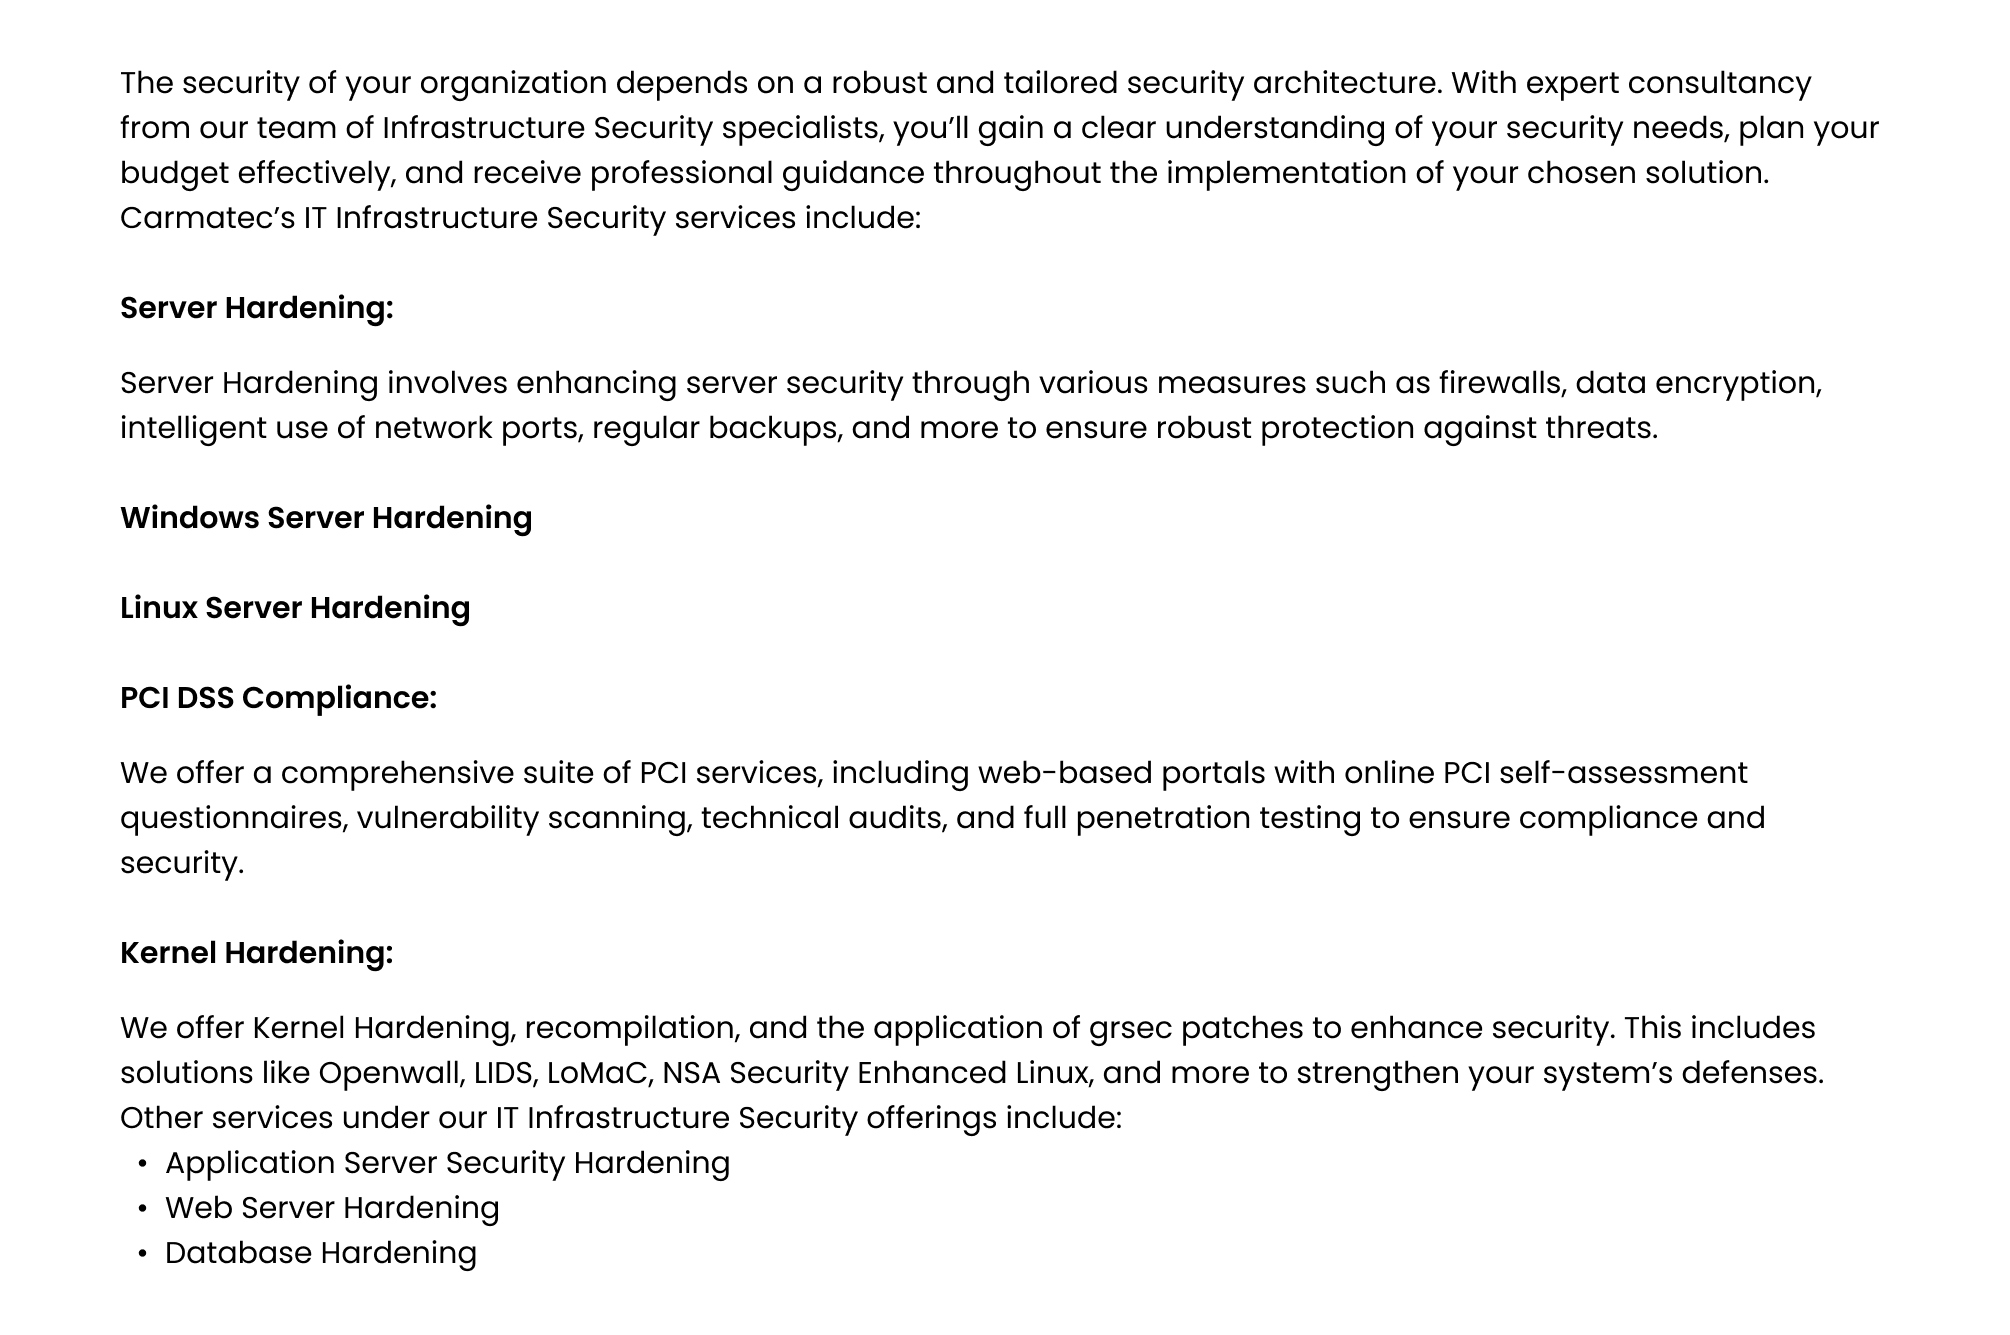 The security of your organization depends on a robust and tailored security architecture. With expert consultancy
from our team of Infrastructure Security specialists, you’ll gain a clear understanding of your security needs, plan your
budget effectively, and receive professional guidance throughout the implementation of your chosen solution.
Carmatec’s IT Infrastructure Security services include:
Server Hardening:
Server Hardening involves enhancing server security through various measures such as firewalls, data encryption,
intelligent use of network ports, regular backups, and more to ensure robust protection against threats.
Windows Server Hardening
Linux Server Hardening
PCI DSS Compliance:
We offer a comprehensive suite of PCI services, including web-based portals with online PCI self-assessment
questionnaires, vulnerability scanning, technical audits, and full penetration testing to ensure compliance and
security.
Kernel Hardening:
We offer Kernel Hardening, recompilation, and the application of grsec patches to enhance security. This includes
solutions like Openwall, LIDS, LoMaC, NSA Security Enhanced Linux, and more to strengthen your system’s defenses.
Other services under our IT Infrastructure Security offerings include:
• Application Server Security Hardening
• Web Server Hardening
• Database Hardening